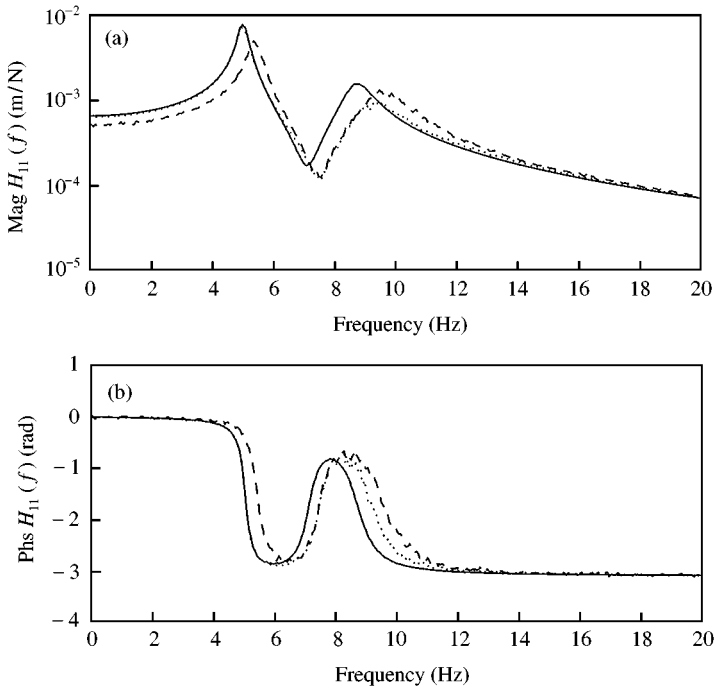 (a)
Mag H₁₁ (f) (m/N)
10⁻²
10⁻³
10⁻⁴
10⁻⁵
0 2 4 6 8 10 12 14 16 18 20
Frequency (Hz)
(b)
Phs H₁₁ (f) (rad)
1
0
− 1
− 2
− 3
− 4
0 2 4 6 8 10 12 14 16 18 20
Frequency (Hz)